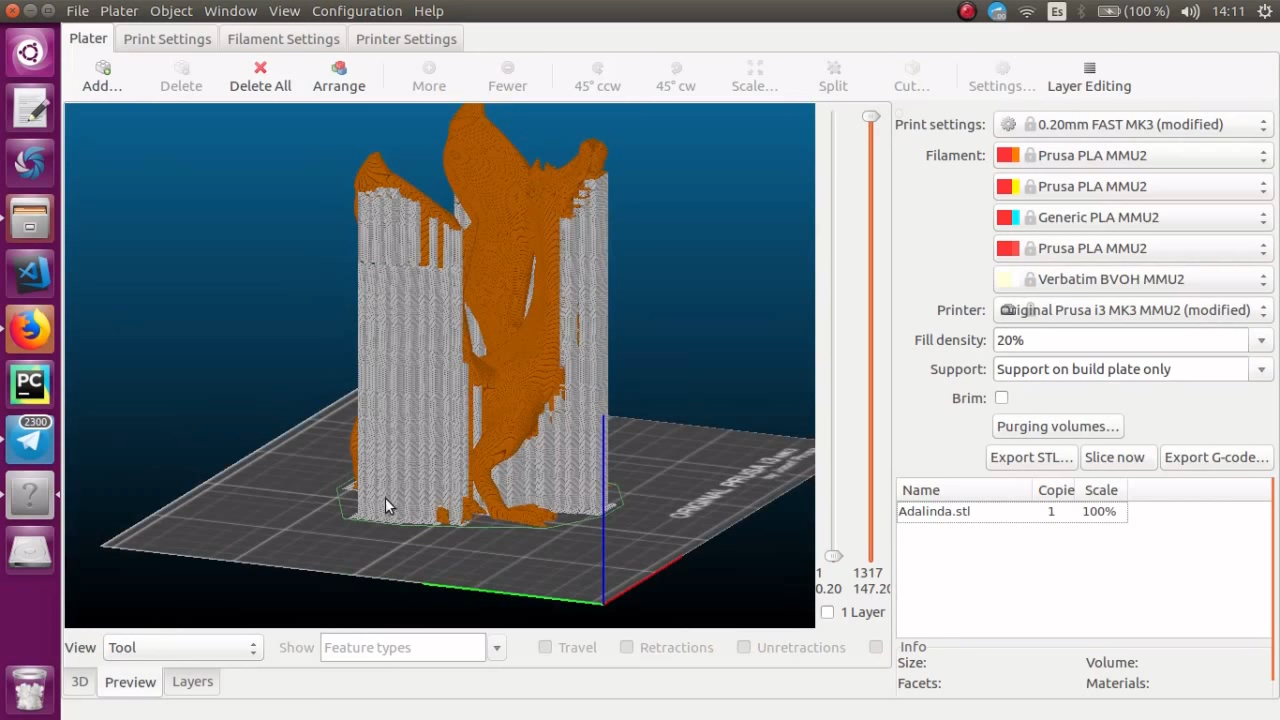 File Plater Object Window View Configuration Help
Es (100 %) 14:11
Plater Print Settings Filament Settings Printer Settings
Add... Delete Delete All Arrange More Fewer 45° ccw 45° cw Scale... Split Cut... Settings... Layer Editing
Print settings: 0.20mm FAST MK3 (modified)
Filament: Prusa PLA MMU2
Prusa PLA MMU2
Generic PLA MMU2
Prusa PLA MMU2
Verbatim BVOH MMU2
Printer: Original Prusa i3 MK3 MMU2 (modified)
Fill density: 20%
Support: Support on build plate only
Brim:
Purging volumes...
Export STL... Slice now Export G-code...
Name Copie Scale
Adalinda.stl 1 100%
PC
2300
?
ORIGINAL PRUSA
1 1317
0.20 147.20
1 Layer
View Tool Show Feature types Travel Retractions Unretractions
3D Preview Layers
Info
Size: Volume:
Facets: Materials: